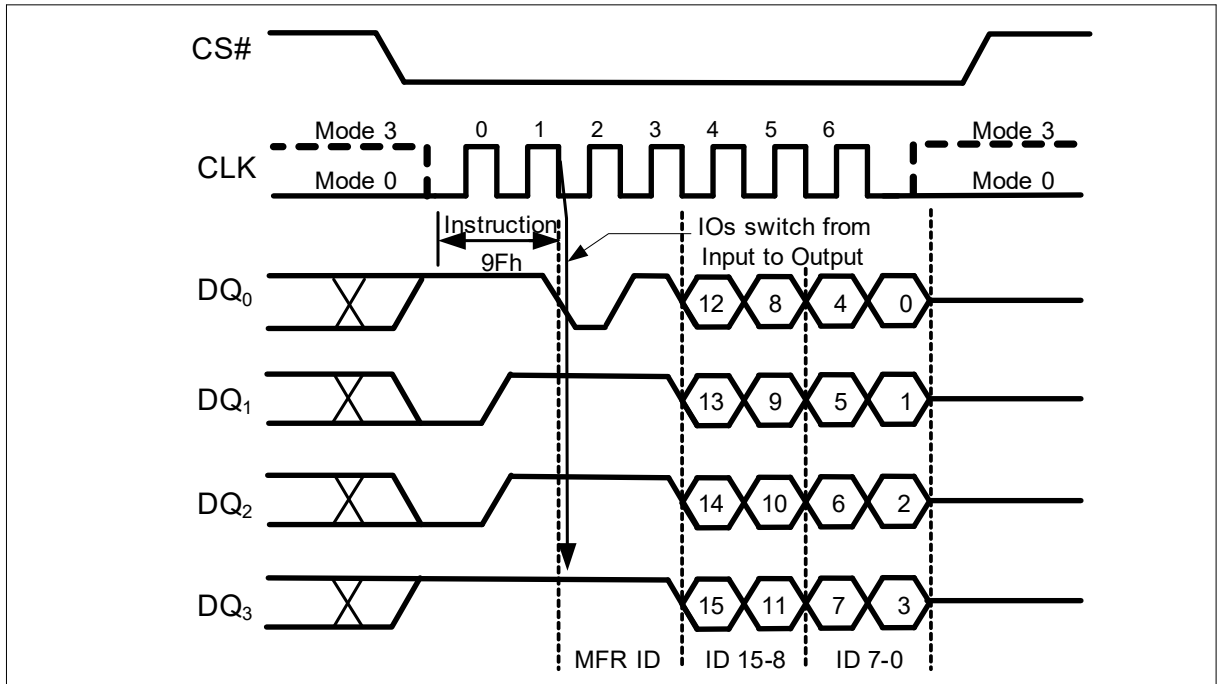 CS#
Mode 3 0 1 2 3 4 5 6 Mode 3
CLK
Mode 0 Mode 0
Instruction IOs switch from
9Fh Input to Output
DQ0 12 8 4 0
DQ1 13 9 5 1
DQ2 14 10 6 2
DQ3 15 11 7 3
MFR ID ID 15-8 ID 7-0